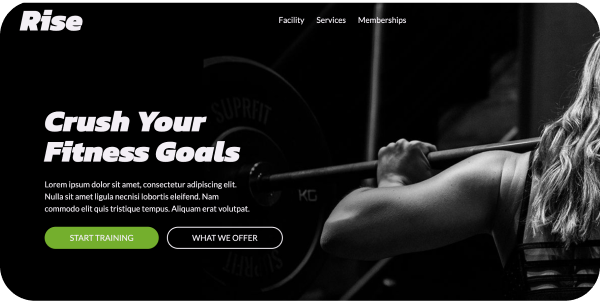 Rise
Facility Services Memberships
SUPRFIT
Crush Your
Fitness Goals
Lorem ipsum dolor sit amet, consectetur adipiscing elit.
Nulla sit amet ligula necnisi lobortis eleifend. Nam
commodo elit quis tristique tempus. Aliquam erat volutpat.
KG
START TRAINING
WHAT WE OFFER
SUPRFIT